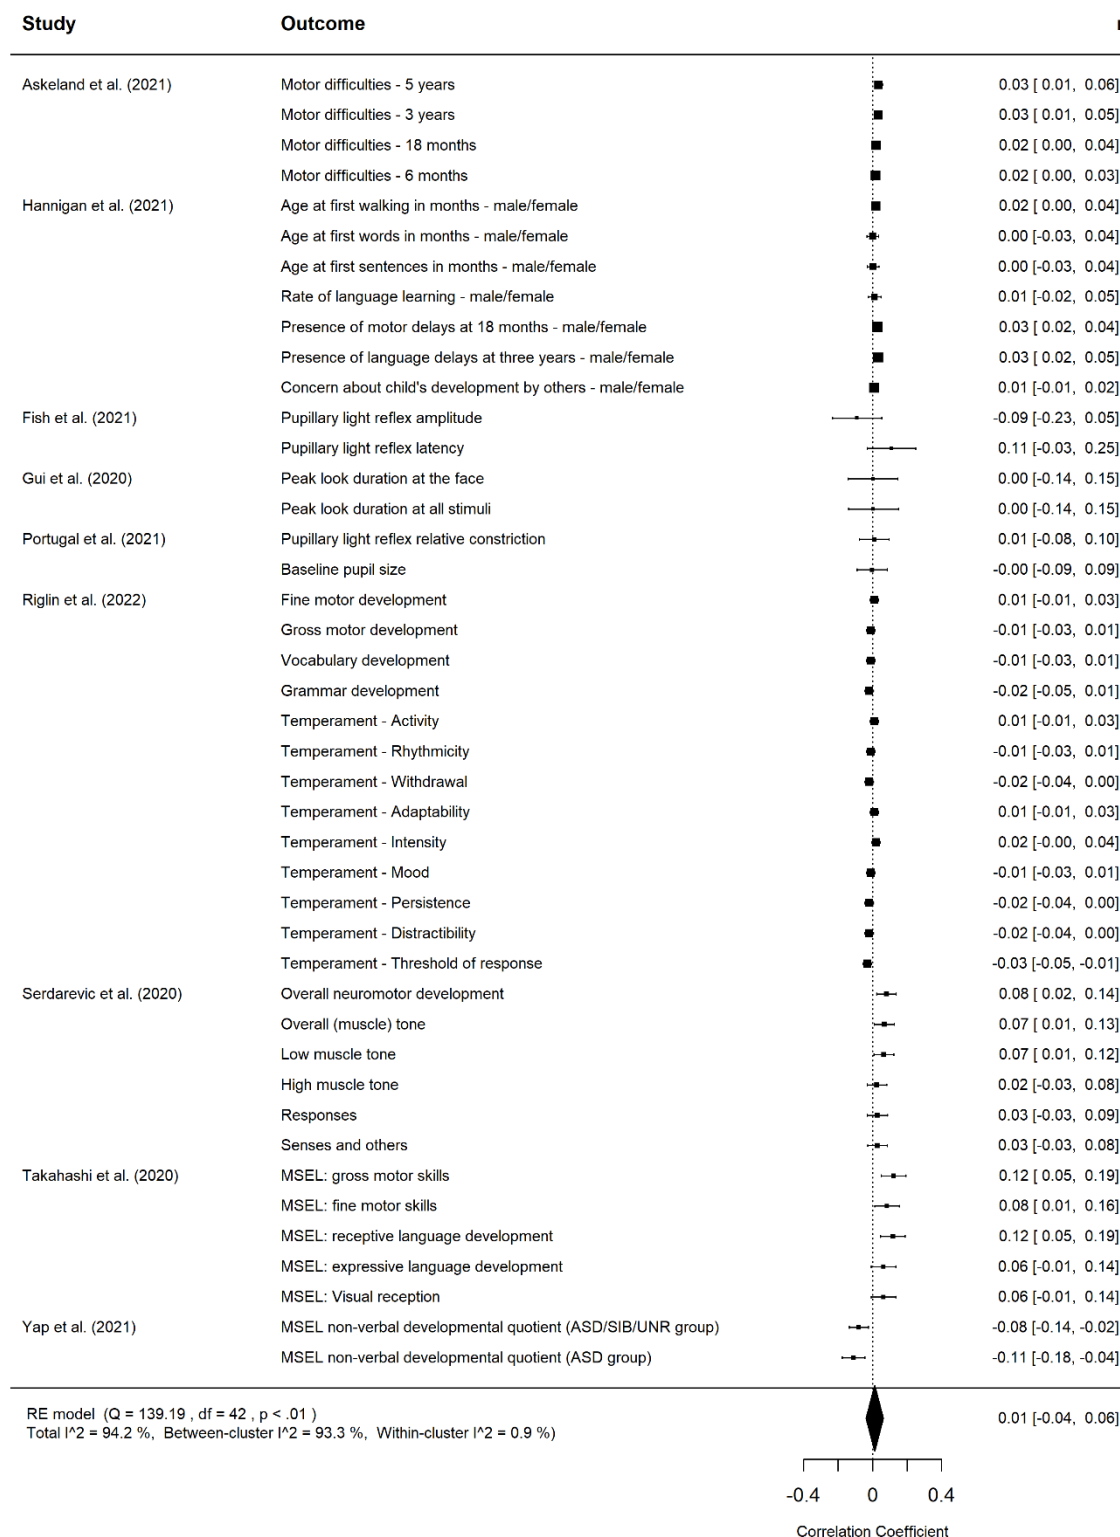 Study Outcome r
Askeland et al. (2021) Motor difficulties - 5 years 0.03 [ 0.01, 0.06]
Motor difficulties - 3 years 0.03 [ 0.01, 0.05]
Motor difficulties - 18 months 0.02 [ 0.00, 0.04]
Motor difficulties - 6 months 0.02 [ 0.00, 0.03]
Hannigan et al. (2021) Age at first walking in months - male/female 0.02 [ 0.00, 0.04]
Age at first words in months - male/female 0.00 [-0.03, 0.04]
Age at first sentences in months - male/female 0.00 [-0.03, 0.04]
Rate of language learning - male/female 0.01 [-0.02, 0.05]
Presence of motor delays at 18 months - male/female 0.03 [ 0.02, 0.04]
Presence of language delays at three years - male/female 0.03 [ 0.02, 0.05]
Concern about child's development by others - male/female 0.01 [-0.01, 0.02]
Fish et al. (2021) Pupillary light reflex amplitude -0.09 [-0.23, 0.05]
Pupillary light reflex latency 0.11 [-0.03, 0.25]
Gui et al. (2020) Peak look duration at the face 0.00 [-0.14, 0.15]
Peak look duration at all stimuli 0.00 [-0.14, 0.15]
Portugal et al. (2021) Pupillary light reflex relative constriction 0.01 [-0.08, 0.10]
Baseline pupil size -0.00 [-0.09, 0.09]
Riglin et al. (2022) Fine motor development 0.01 [-0.01, 0.03]
Gross motor development -0.01 [-0.03, 0.01]
Vocabulary development -0.01 [-0.03, 0.01]
Grammar development -0.02 [-0.05, 0.01]
Temperament - Activity 0.01 [-0.01, 0.03]
Temperament - Rhythmicity -0.01 [-0.03, 0.01]
Temperament - Withdrawal -0.02 [-0.04, 0.00]
Temperament - Adaptability 0.01 [-0.01, 0.03]
Temperament - Intensity 0.02 [-0.00, 0.04]
Temperament - Mood -0.01 [-0.03, 0.01]
Temperament - Persistence -0.02 [-0.04, 0.00]
Temperament - Distractibility -0.02 [-0.04, 0.00]
Temperament - Threshold of response -0.03 [-0.05, -0.01]
Serdarevic et al. (2020) Overall neuromotor development 0.08 [ 0.02, 0.14]
Overall (muscle) tone 0.07 [ 0.01, 0.13]
Low muscle tone 0.07 [ 0.01, 0.12]
High muscle tone 0.02 [-0.03, 0.08]
Responses 0.03 [-0.03, 0.09]
Senses and others 0.03 [-0.03, 0.08]
Takahashi et al. (2020) MSEL: gross motor skills 0.12 [ 0.05, 0.19]
MSEL: fine motor skills 0.08 [ 0.01, 0.16]
MSEL: receptive language development 0.12 [ 0.05, 0.19]
MSEL: expressive language development 0.06 [-0.01, 0.14]
MSEL: Visual reception 0.06 [-0.01, 0.14]
Yap et al. (2021) MSEL non-verbal developmental quotient (ASD/SIB/UNR group) -0.08 [-0.14, -0.02]
MSEL non-verbal developmental quotient (ASD group) -0.11 [-0.18, -0.04]
RE model (Q = 139.19 , df = 42 , p < .01 ) 0.01 [-0.04, 0.06]
Total I^2 = 94.2 %, Between-cluster I^2 = 93.3 %, Within-cluster I^2 = 0.9 %)
-0.4 0 0.4
Correlation Coefficient